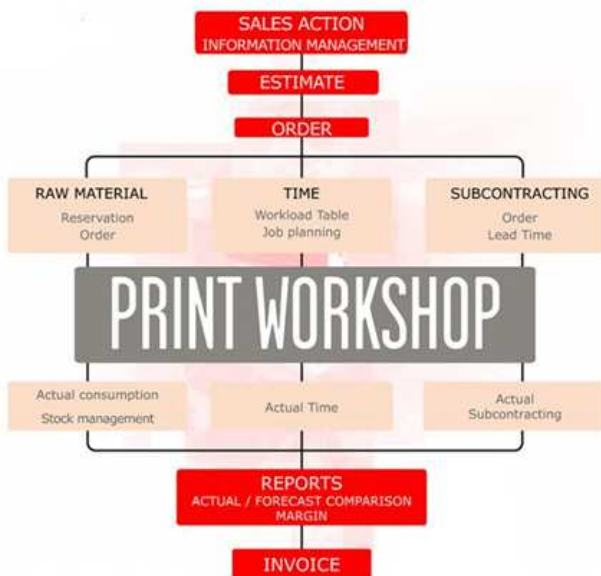 SALES ACTION
INFORMATION MANAGEMENT
ESTIMATE
ORDER
RAW MATERIAL
Reservation
Order
TIME
Workload Table
Job planning
SUBCONTRACTING
Order
Lead Time
PRINT WORKSHOP
Actual consumption
Stock management
Actual Time
Actual
Subcontracting
REPORTS
ACTUAL / FORECAST COMPARISON
MARGIN
INVOICE